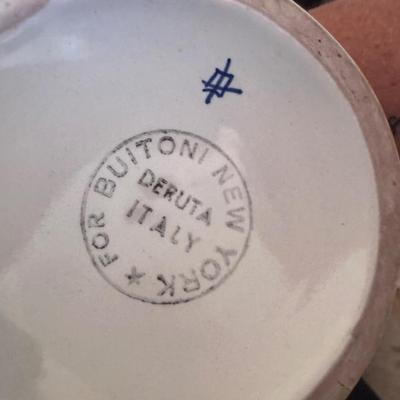 FOR BUITONI NEW YORK
DERUTA
ITALY